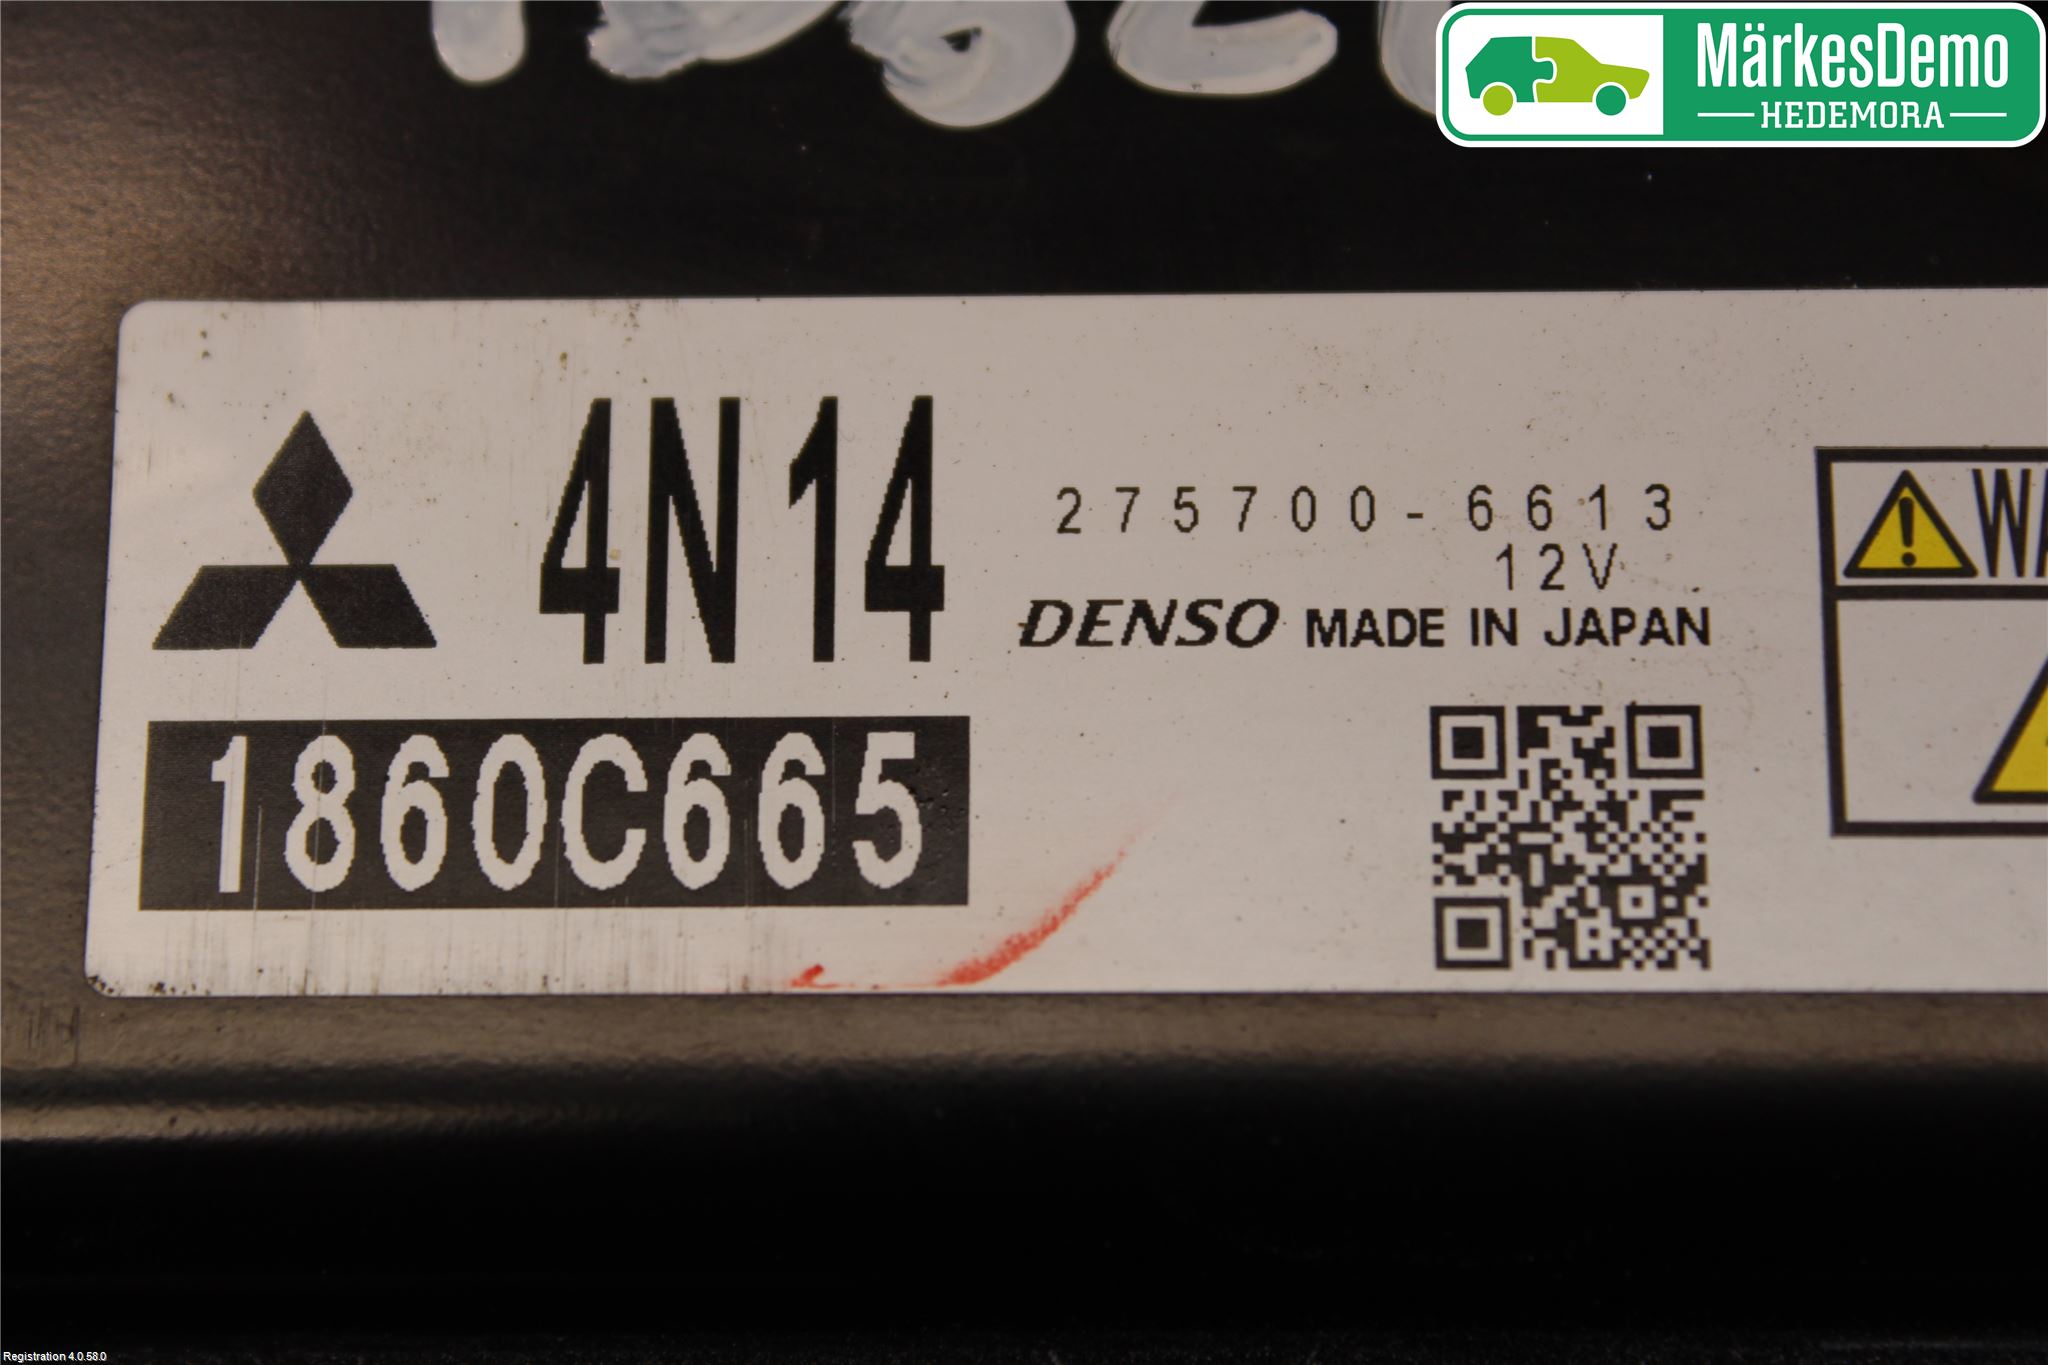 MärkesDemo
HEDEMORA
4N14
275700-6613
12V
DENSO MADE IN JAPAN
1860C665
Registration 4.0.58.0